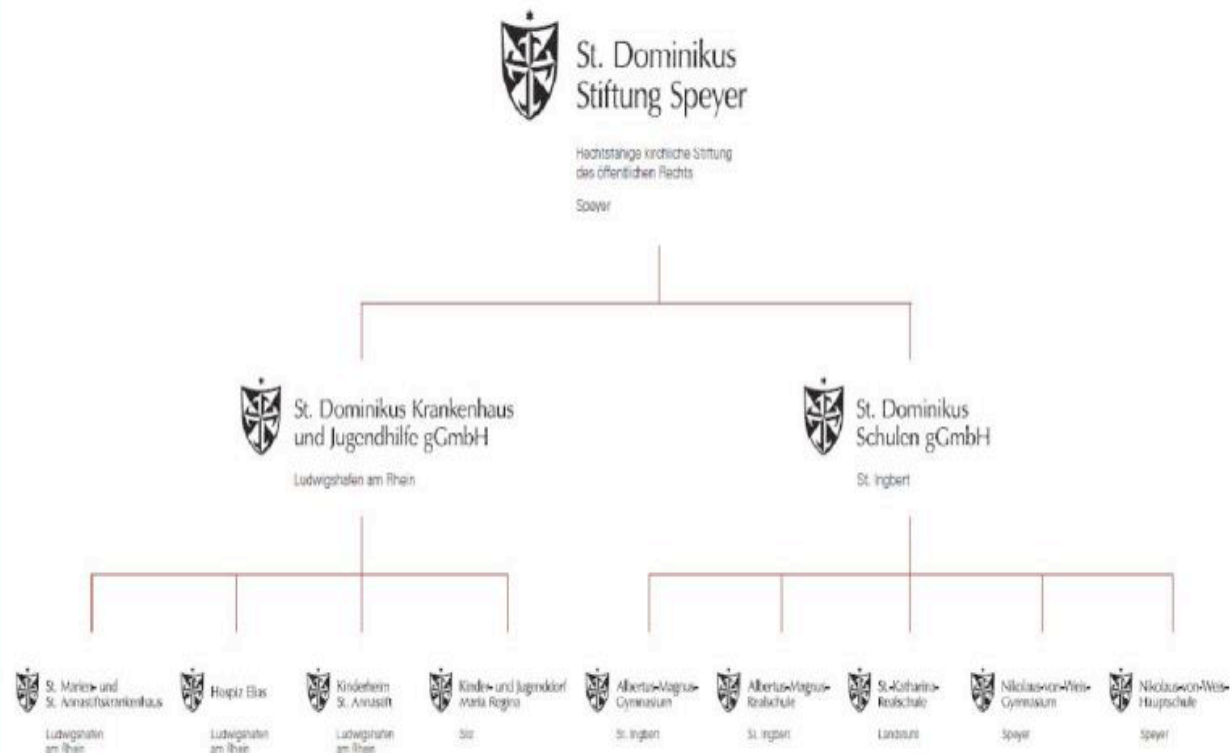 St. Dominikus
Stiftung Speyer
Rechtsfähige kirchliche Stiftung
des öffentlichen Rechts
Speyer
St. Dominikus Krankenhaus
und Jugendhilfe gGmbH
Ludwigshafen am Rhein
St. Dominikus
Schulen gGmbH
St. Ingbert
St. Marien- und
St. Annastiftskrankenhaus
Ludwigshafen
am Rhein
Hospiz Elias
Ludwigshafen
am Rhein
Kinderheim
St. Annastift
Ludwigshafen
am Rhein
Kinder- und Jugenddorf
Maria Regina
Silz
Albertus-Magnus-
Gymnasium
St. Ingbert
Albertus-Magnus-
Realschule
St. Ingbert
St.-Katharina-
Realschule
Landstuhl
Nikolaus-von-Weis-
Gymnasium
Speyer
Nikolaus-von-Weis-
Hauptschule
Speyer